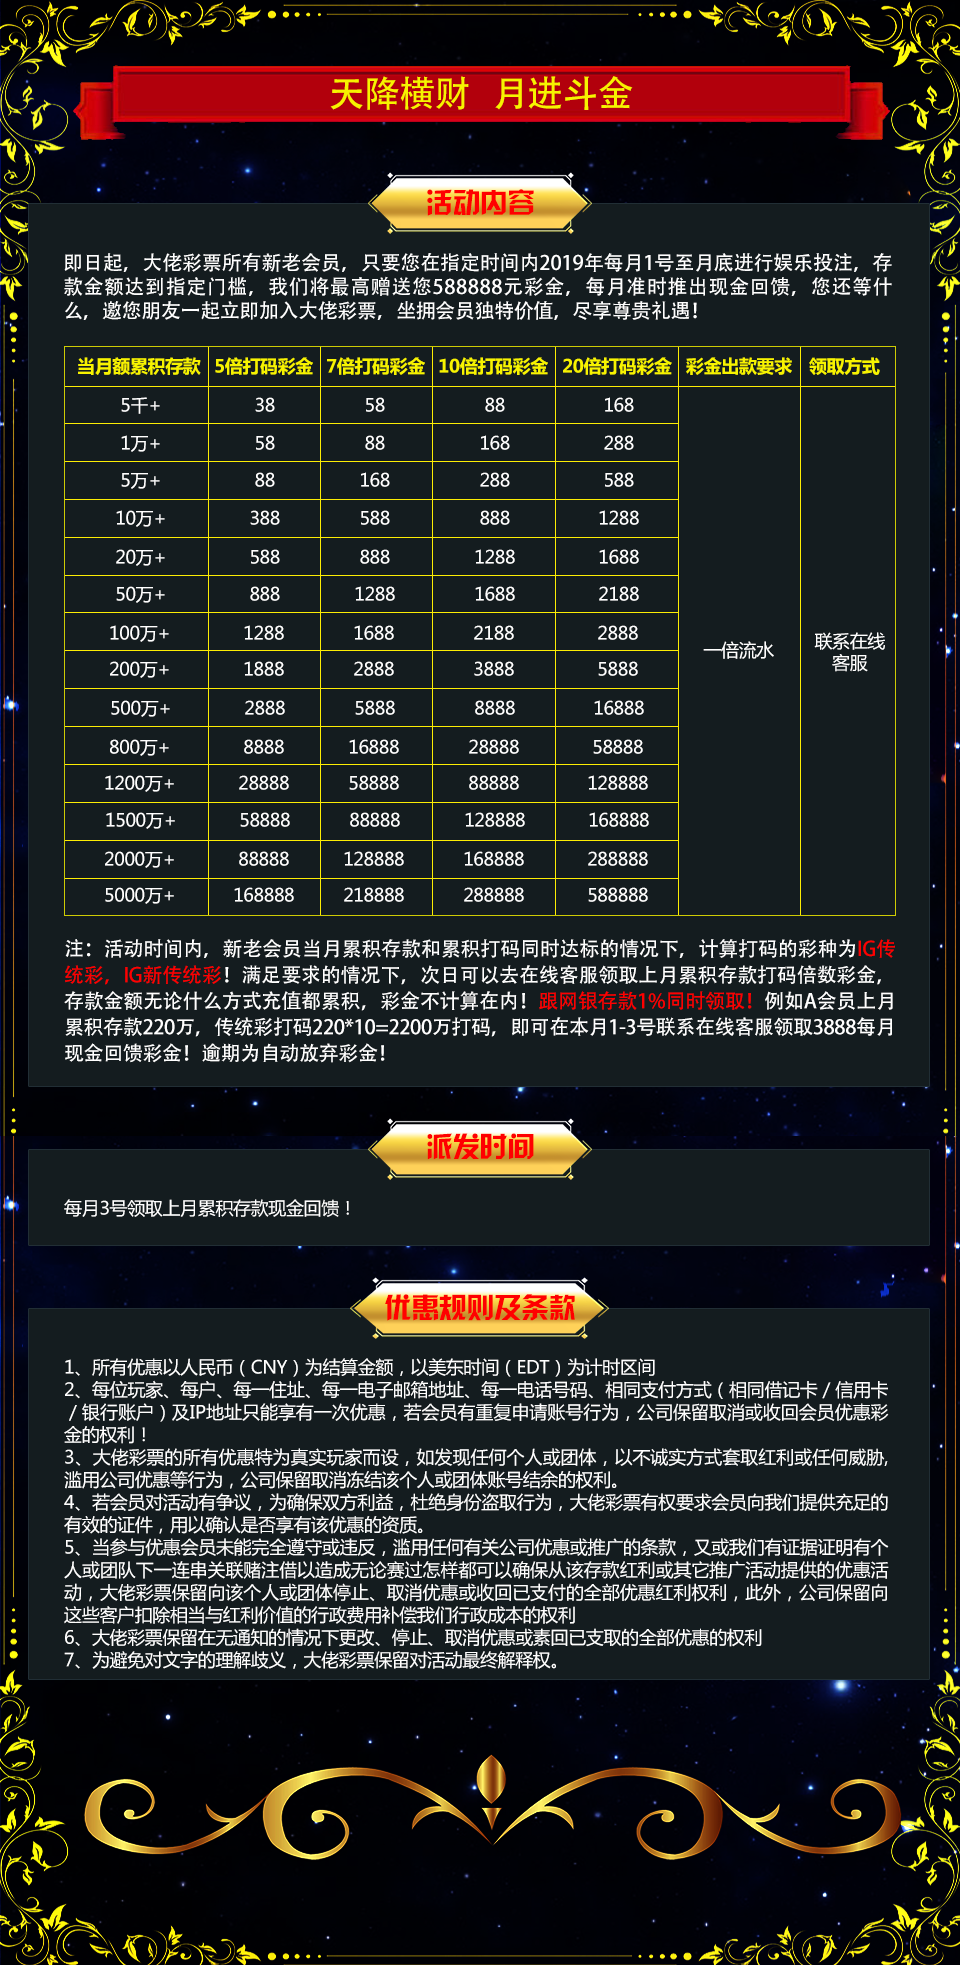 天降横财 月进斗金
活动内容
即日起，大佬彩票所有新老会员，只要您在指定时间内2019年每月1号至月底进行娱乐投注，存
款金额达到指定门槛，我们将最高赠送您588888元彩金，每月准时推出现金回馈，您还等什
么，邀您朋友一起立即加入大佬彩票，坐拥会员独特价值，尽享尊贵礼遇！
当月额累积存款 5倍打码彩金 7倍打码彩金 10倍打码彩金 20倍打码彩金 彩金出款要求 领取方式
5千+ 38 58 88 168
1万+ 58 88 168 288
5万+ 88 168 288 588
10万+ 388 588 888 1288
20万+ 588 888 1288 1688
50万+ 888 1288 1688 2188
100万+ 1288 1688 2188 2888
一倍流水
联系在线
客服
200万+ 1888 2888 3888 5888
500万+ 2888 5888 8888 16888
800万+ 8888 16888 28888 58888
1200万+ 28888 58888 88888 128888
1500万+ 58888 88888 128888 168888
2000万+ 88888 128888 168888 288888
5000万+ 168888 218888 288888 588888
注：活动时间内，新老会员当月累积存款和累积打码同时达标的情况下，计算打码的彩种为IG传
统彩，IG新传统彩！满足要求的情况下，次日可以去在线客服领取上月累积存款打码倍数彩金，
存款金额无论什么方式充值都累积，彩金不计算在内！跟网银存款1%同时领取！例如A会员上月
累积存款220万，传统彩打码220*10=2200万打码，即可在本月1-3号联系在线客服领取3888每月
现金回馈彩金！逾期为自动放弃彩金！
派发时间
每月3号领取上月累积存款现金回馈！
优惠规则及条款
1、所有优惠以人民币（CNY）为结算金额，以美东时间（EDT）为计时区间
2、每位玩家、每户、每一住址、每一电子邮箱地址、每一电话号码、相同支付方式（相同借记卡／信用卡
／银行账户）及IP地址只能享有一次优惠，若会员有重复申请账号行为，公司保留取消或收回会员优惠彩
金的权利！
3、大佬彩票的所有优惠特为真实玩家而设，如发现任何个人或团体，以不诚实方式套取红利或任何威胁,
滥用公司优惠等行为，公司保留取消冻结该个人或团体账号结余的权利。
4、若会员对活动有争议，为确保双方利益，杜绝身份盗取行为，大佬彩票有权要求会员向我们提供充足的
有效的证件，用以确认是否享有该优惠的资质。
5、当参与优惠会员未能完全遵守或违反，滥用任何有关公司优惠或推广的条款，又或我们有证据证明有个
人或团队下一连串关联赌注借以造成无论赛过怎样都可以确保从该存款红利或其它推广活动提供的优惠活
动，大佬彩票保留向该个人或团体停止、取消优惠或收回已支付的全部优惠红利权利，此外，公司保留向
这些客户扣除相当与红利价值的行政费用补偿我们行政成本的权利
6、大佬彩票保留在无通知的情况下更改、停止、取消优惠或素回已支取的全部优惠的权利
7、为避免对文字的理解歧义，大佬彩票保留对活动最终解释权。